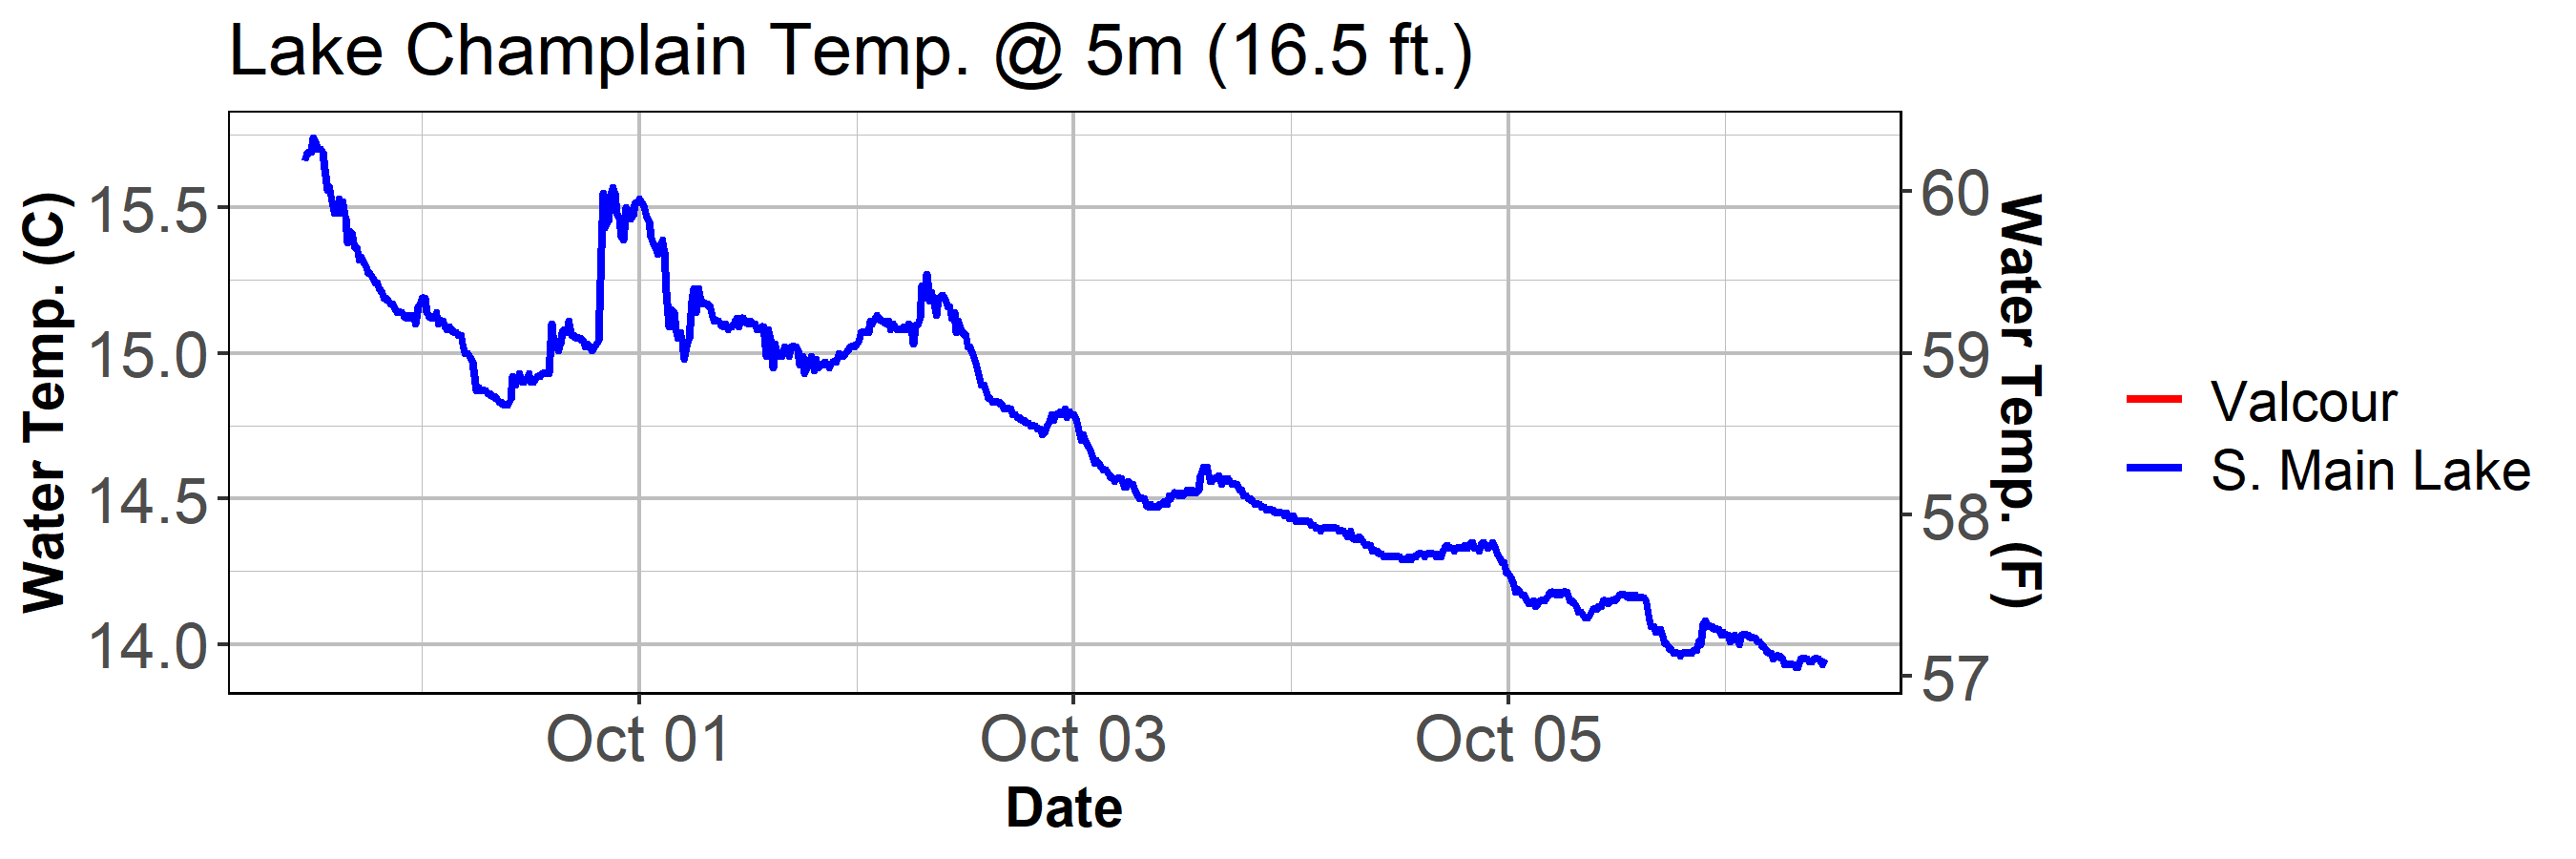 Lake Champlain Temp. @ 5m (16.5 ft.)
Water Temp. (C)
15.5
15.0
14.5
14.0
60
59
58
57
Water Temp. (F)
Oct 01
Oct 03
Oct 05
Date
Valcour
S. Main Lake